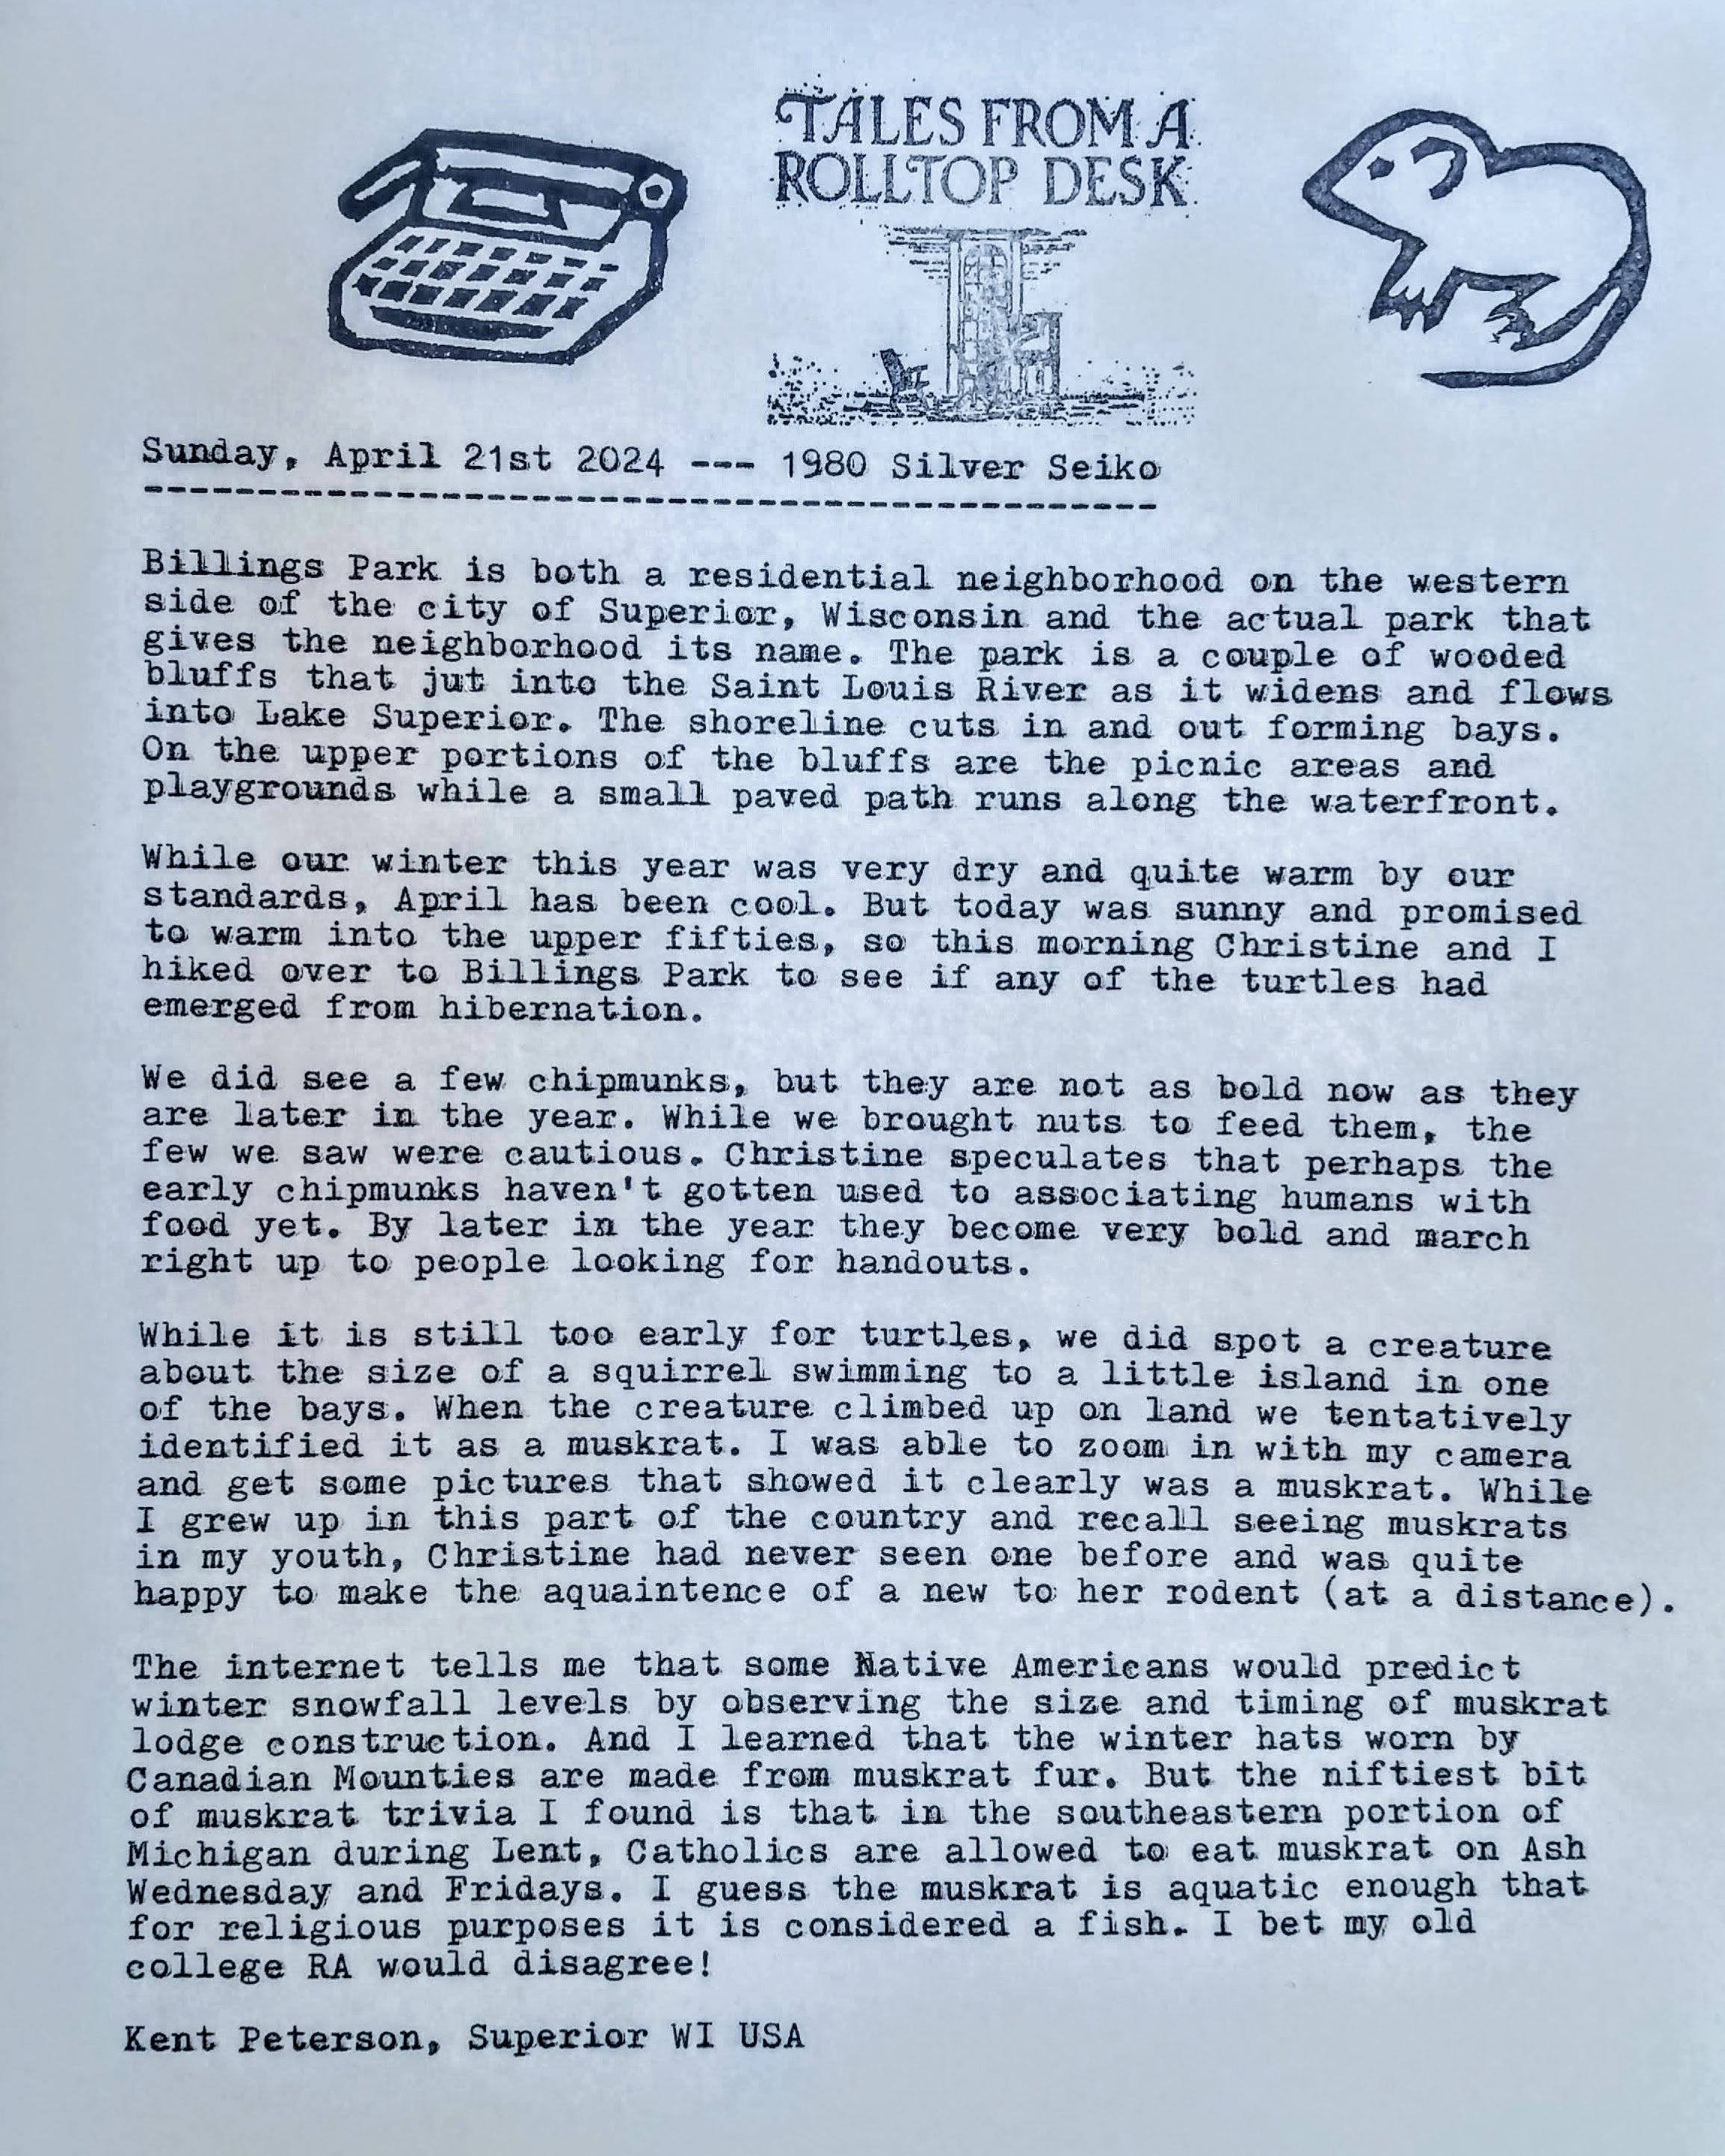 TALES FROM A
ROLLTOP DESK
Sunday, April 21st 2024 --- 1980 Silver Seiko
----------------------------------------------
Billings Park is both a residential neighborhood on the western
side of the city of Superior, Wisconsin and the actual park that
gives the neighborhood its name. The park is a couple of wooded
bluffs that jut into the Saint Louis River as it widens and flows
into Lake Superior. The shoreline cuts in and out forming bays.
On the upper portions of the bluffs are the picnic areas and
playgrounds while a small paved path runs along the waterfront.
While our winter this year was very dry and quite warm by our
standards, April has been cool. But today was sunny and promised
to warm into the upper fifties, so this morning Christine and I
hiked over to Billings Park to see if any of the turtles had
emerged from hibernation.
We did see a few chipmunks, but they are not as bold now as they
are later in the year. While we brought nuts to feed them, the
few we saw were cautious. Christine speculates that perhaps the
early chipmunks haven't gotten used to associating humans with
food yet. By later in the year they become very bold and march
right up to people looking for handouts.
While it is still too early for turtles, we did spot a creature
about the size of a squirrel swimming to a little island in one
of the bays. When the creature climbed up on land we tentatively
identified it as a muskrat. I was able to zoom in with my camera
and get some pictures that showed it clearly was a muskrat. While
I grew up in this part of the country and recall seeing muskrats
in my youth, Christine had never seen one before and was quite
happy to make the aquaintence of a new to her rodent (at a distance).
The internet tells me that some Native Americans would predict
winter snowfall levels by observing the size and timing of muskrat
lodge construction. And I learned that the winter hats worn by
Canadian Mounties are made from muskrat fur. But the niftiest bit
of muskrat trivia I found is that in the southeastern portion of
Michigan during Lent, Catholics are allowed to eat muskrat on Ash
Wednesday and Fridays. I guess the muskrat is aquatic enough that
for religious purposes it is considered a fish. I bet my old
college RA would disagree!
Kent Peterson, Superior WI USA